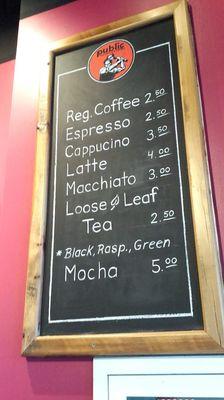 public
Reg. Coffee 2.50
Espresso 2.50
Cappucino 3.50
Latte 4.00
Macchiato 3.00
Loose & Leaf
Tea 2.50
* Black, Rasp., Green
Mocha 5.00